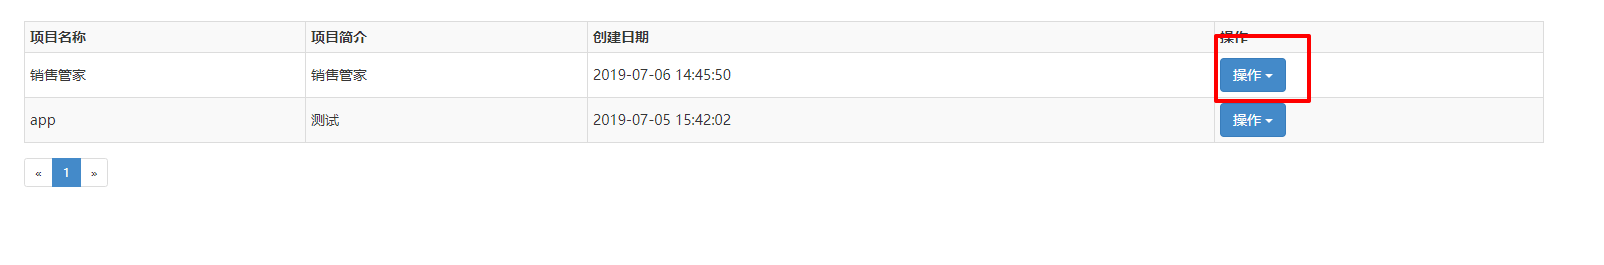 项目名称 项目简介 创建日期 操作
销售管家 销售管家 2019-07-06 14:45:50 操作
app 测试 2019-07-05 15:42:02 操作
« 1 »